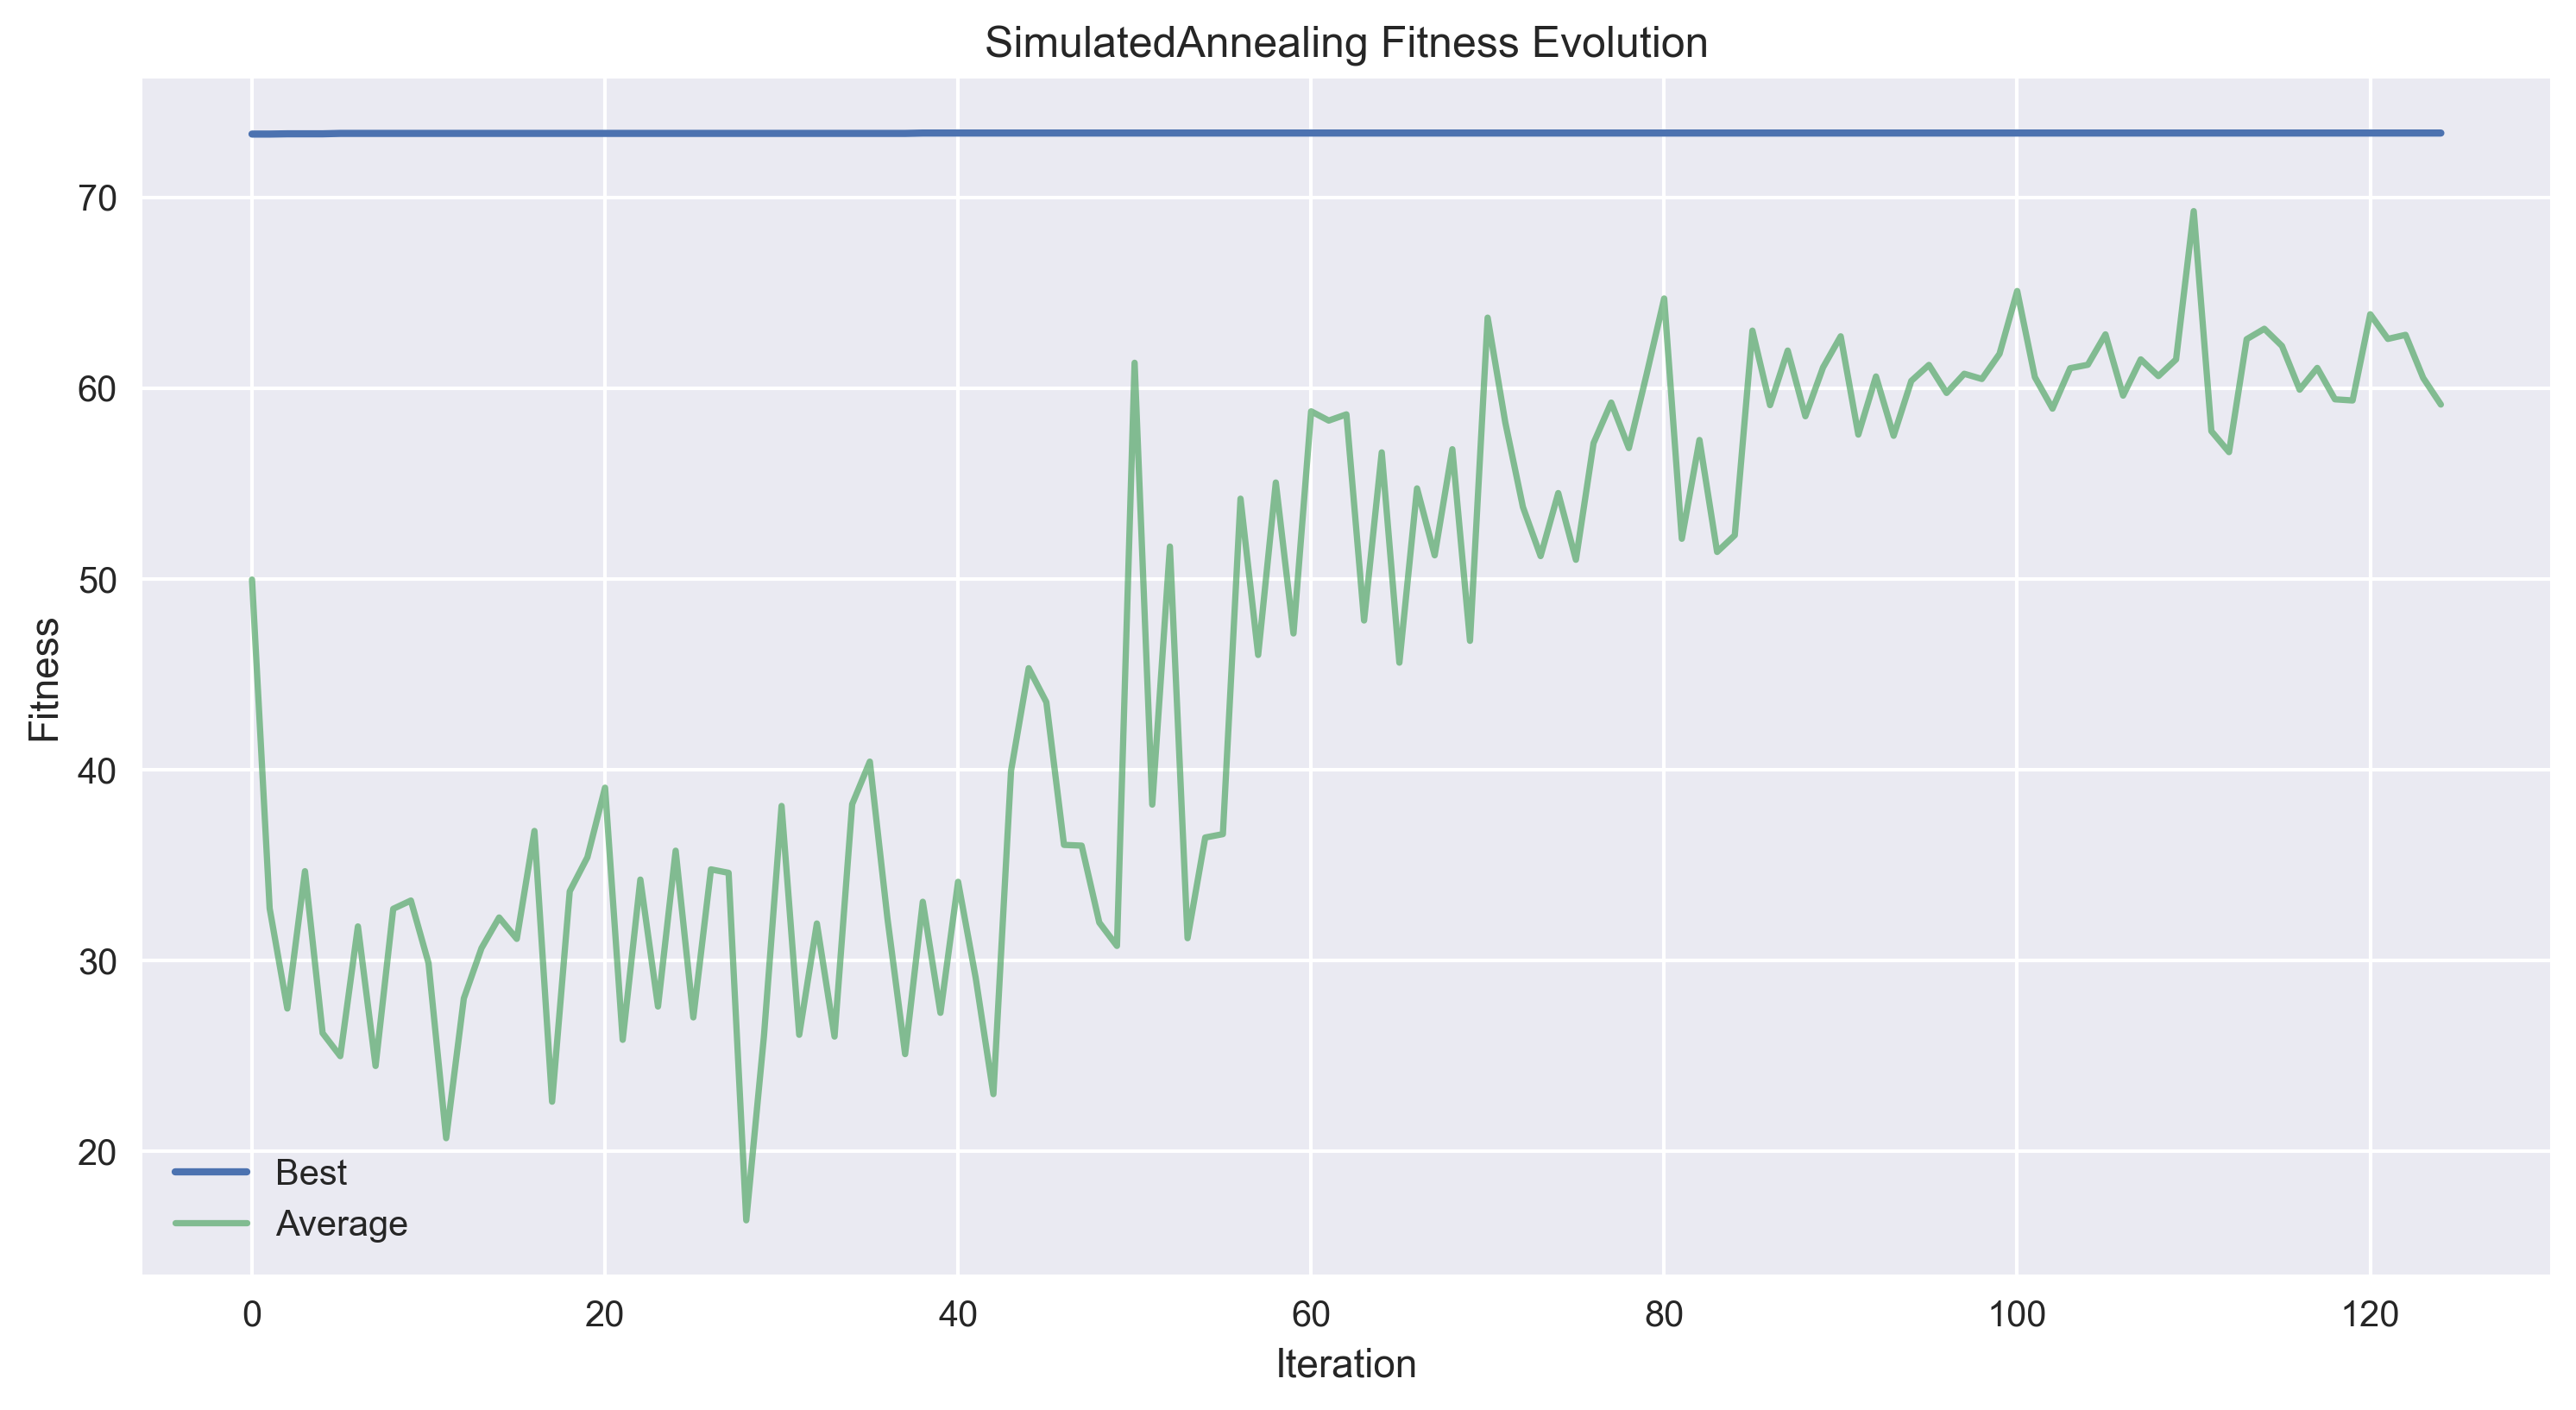 SimulatedAnnealing Fitness Evolution
Fitness
70
60
50
40
30
20
Best
Average
0 20 40 60 80 100 120
Iteration